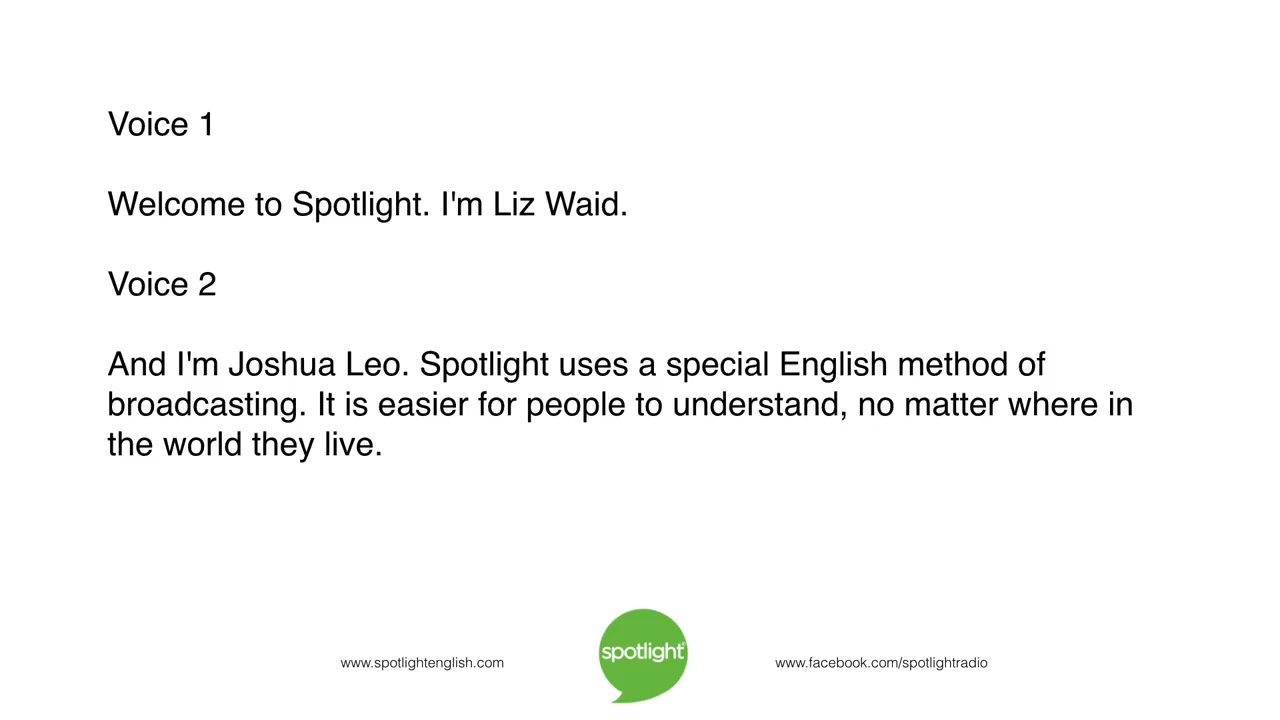 Voice 1
Welcome to Spotlight. I'm Liz Waid.
Voice 2
And I'm Joshua Leo. Spotlight uses a special English method of
broadcasting. It is easier for people to understand, no matter where in
the world they live.
www.spotlightenglish.com
spotlight
www.facebook.com/spotlightradio